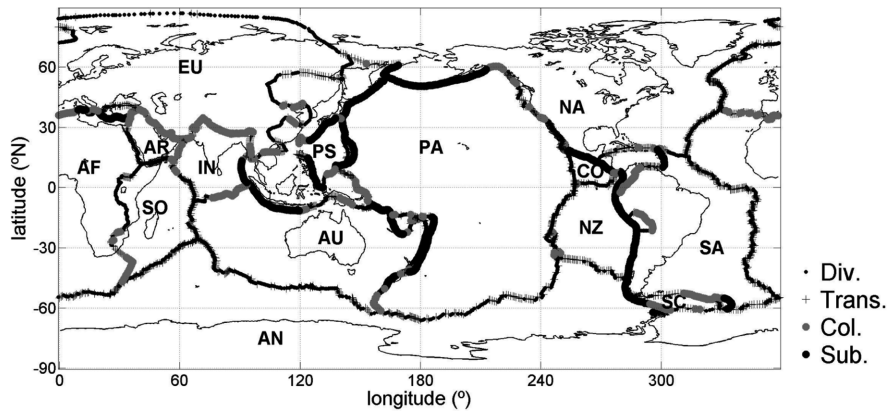 60
30
0
-30
-60
-90
latitude (ºN)
0
60
120
180
240
300
longitude (º)
EU
NA
AR
PS
PA
AF
IN
CO
SO
AU
NZ
SA
SC
AN
Div.
Trans.
Col.
Sub.